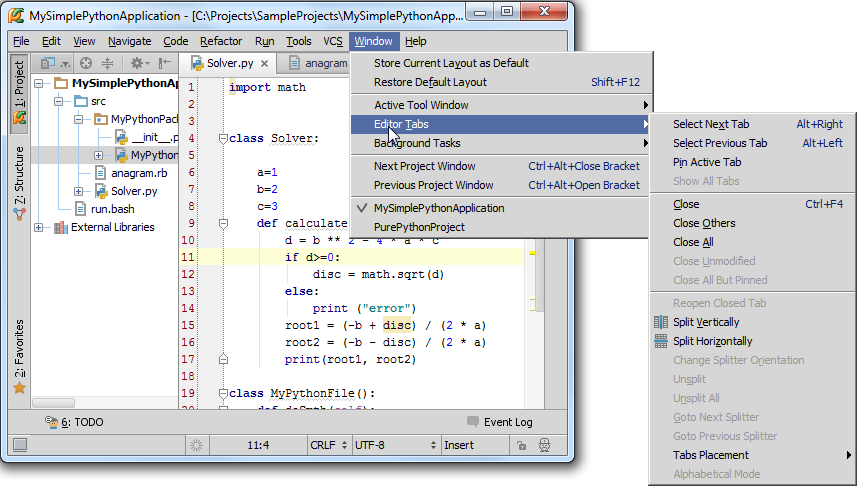 MySimplePythonApplication - [C:\Projects\SampleProjects\MySimplePythonApp...
File Edit View Navigate Code Refactor Run Tools VCS Window Help
1: Project
Z: Structure
2: Favorites
MySimplePythonAp
src
MyPythonPack
__init__.p
MyPython
anagram.rb
Solver.py
run.bash
External Libraries
Solver.py
anagram.
1 import math
2
3
4 class Solver:
5
6 a=1
7 b=2
8 c=3
9 def calculate
10 d = b ** 2 - 4 * a * c
11 if d>=0:
12 disc = math.sqrt(d)
13 else:
14 print ("error")
15 root1 = (-b + disc) / (2 * a)
16 root2 = (-b - disc) / (2 * a)
17 print(root1, root2)
18
19 class MyPythonFile():
20 def doSmth(self):
Store Current Layout as Default
Restore Default Layout Shift+F12
Active Tool Window
Editor Tabs
Background Tasks
Next Project Window Ctrl+Alt+Close Bracket
Previous Project Window Ctrl+Alt+Open Bracket
MySimplePythonApplication
PurePythonProject
Select Next Tab Alt+Right
Select Previous Tab Alt+Left
Pin Active Tab
Show All Tabs
Close Ctrl+F4
Close Others
Close All
Close Unmodified
Close All But Pinned
Reopen Closed Tab
Split Vertically
Split Horizontally
Change Splitter Orientation
Unsplit
Unsplit All
Goto Next Splitter
Goto Previous Splitter
Tabs Placement
Alphabetical Mode
6: TODO
Event Log
11:4 CRLF UTF-8 Insert